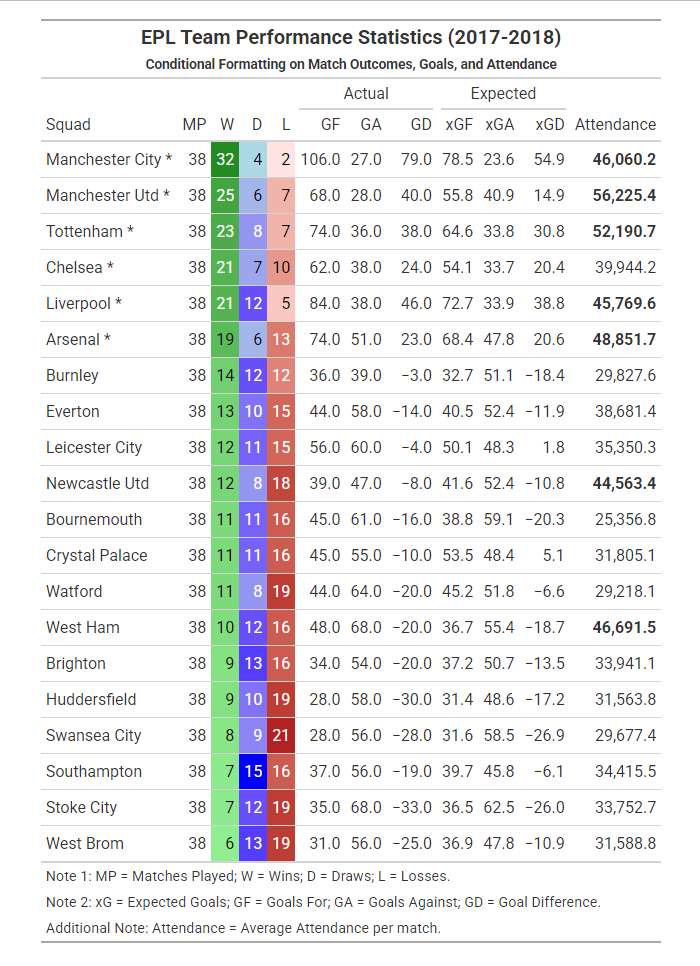 EPL Team Performance Statistics (2017-2018)
Conditional Formatting on Match Outcomes, Goals, and Attendance
Actual Expected
Squad MP W D L GF GA GD xGF xGA xGD Attendance
Manchester City * 38 32 4 2 106.0 27.0 79.0 78.5 23.6 54.9 46,060.2
Manchester Utd * 38 25 6 7 68.0 28.0 40.0 55.8 40.9 14.9 56,225.4
Tottenham * 38 23 8 7 74.0 36.0 38.0 64.6 33.8 30.8 52,190.7
Chelsea * 38 21 7 10 62.0 38.0 24.0 54.1 33.7 20.4 39,944.2
Liverpool * 38 21 12 5 84.0 38.0 46.0 72.7 33.9 38.8 45,769.6
Arsenal * 38 19 6 13 74.0 51.0 23.0 68.4 47.8 20.6 48,851.7
Burnley 38 14 12 12 36.0 39.0 −3.0 32.7 51.1 −18.4 29,827.6
Everton 38 13 10 15 44.0 58.0 −14.0 40.5 52.4 −11.9 38,681.4
Leicester City 38 12 11 15 56.0 60.0 −4.0 50.1 48.3 1.8 35,350.3
Newcastle Utd 38 12 8 18 39.0 47.0 −8.0 41.6 52.4 −10.8 44,563.4
Bournemouth 38 11 11 16 45.0 61.0 −16.0 38.8 59.1 −20.3 25,356.8
Crystal Palace 38 11 11 16 45.0 55.0 −10.0 53.5 48.4 5.1 31,805.1
Watford 38 11 8 19 44.0 64.0 −20.0 45.2 51.8 −6.6 29,218.1
West Ham 38 10 12 16 48.0 68.0 −20.0 36.7 55.4 −18.7 46,691.5
Brighton 38 9 13 16 34.0 54.0 −20.0 37.2 50.7 −13.5 33,941.1
Huddersfield 38 9 10 19 28.0 58.0 −30.0 31.4 48.6 −17.2 31,563.8
Swansea City 38 8 9 21 28.0 56.0 −28.0 31.6 58.5 −26.9 29,677.4
Southampton 38 7 15 16 37.0 56.0 −19.0 39.7 45.8 −6.1 34,415.5
Stoke City 38 7 12 19 35.0 68.0 −33.0 36.5 62.5 −26.0 33,752.7
West Brom 38 6 13 19 31.0 56.0 −25.0 36.9 47.8 −10.9 31,588.8
Note 1: MP = Matches Played; W = Wins; D = Draws; L = Losses.
Note 2: xG = Expected Goals; GF = Goals For; GA = Goals Against; GD = Goal Difference.
Additional Note: Attendance = Average Attendance per match.